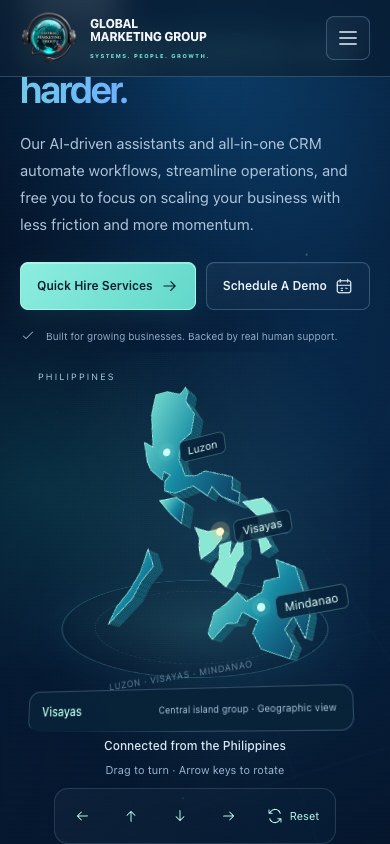 GLOBAL
MARKETING GROUP
SYSTEMS. PEOPLE. GROWTH.
harder.
Our AI-driven assistants and all-in-one CRM
automate workflows, streamline operations, and
free you to focus on scaling your business with
less friction and more momentum.
Quick Hire Services
Schedule A Demo
Built for growing businesses. Backed by real human support.
PHILIPPINES
Luzon
Visayas
Mindanao
LUZON · VISAYAS · MINDANAO
Visayas
Central island group · Geographic view
Connected from the Philippines
Drag to turn · Arrow keys to rotate
Reset